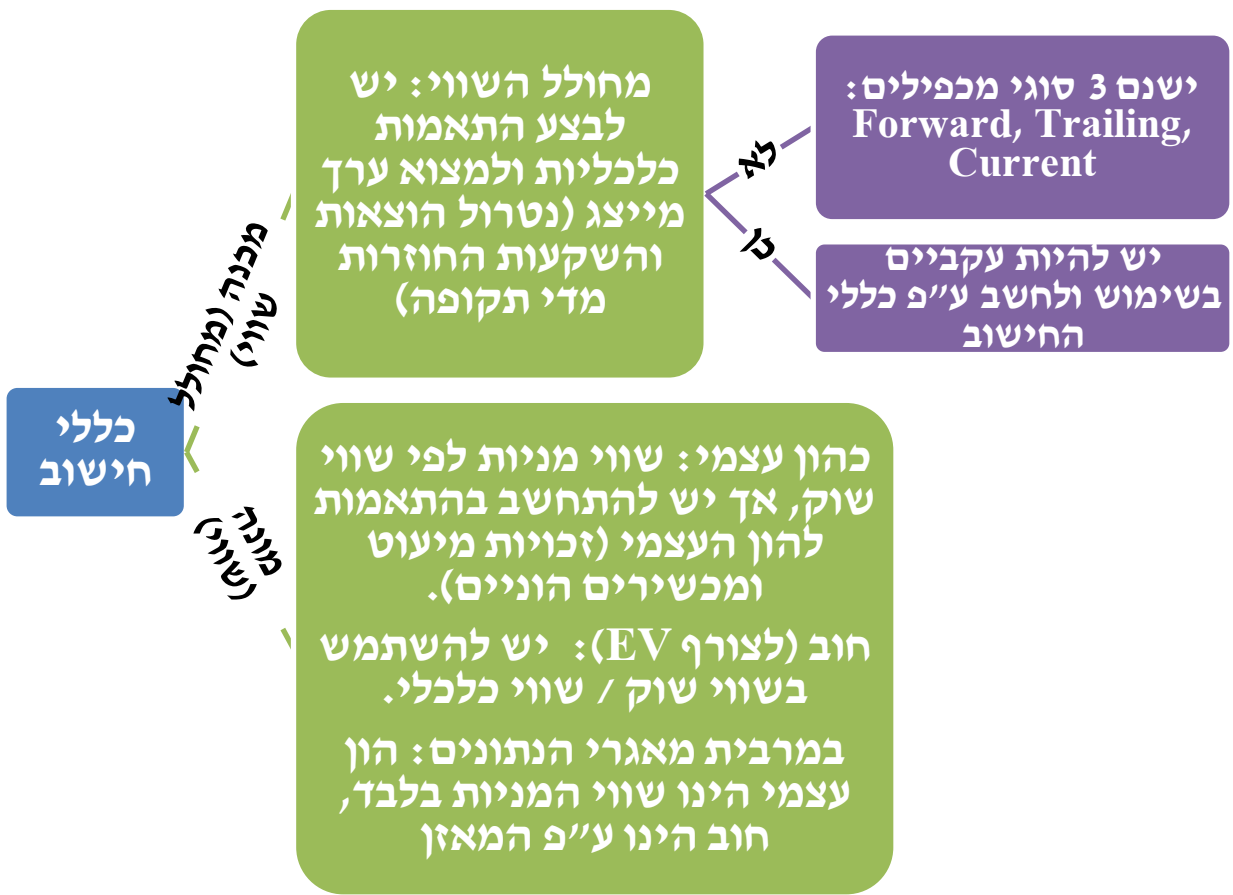 כללי
חישוב
מכנה (מחולל
שווי)
מחולל השווי: יש
לבצע התאמות
כלכליות ולמצוא ערך
מייצג (נטרול הוצאות
והשקעות החוזרות
מדי תקופה)
לא
ישנם 3 סוגי מכפילים:
Forward, Trailing,
Current
כן
יש להיות עקביים
בשימוש ולחשב ע״פ כללי
החישוב
מונה
(שווי)
כהון עצמי: שווי מניות לפי שווי
שוק, אך יש להתחשב בהתאמות
להון העצמי (זכויות מיעוט
ומכשירים הוניים).
חוב (לצורף EV): יש להשתמש
בשווי שוק / שווי כלכלי.
במרבית מאגרי הנתונים: הון
עצמי הינו שווי המניות בלבד,
חוב הינו ע״פ המאזן